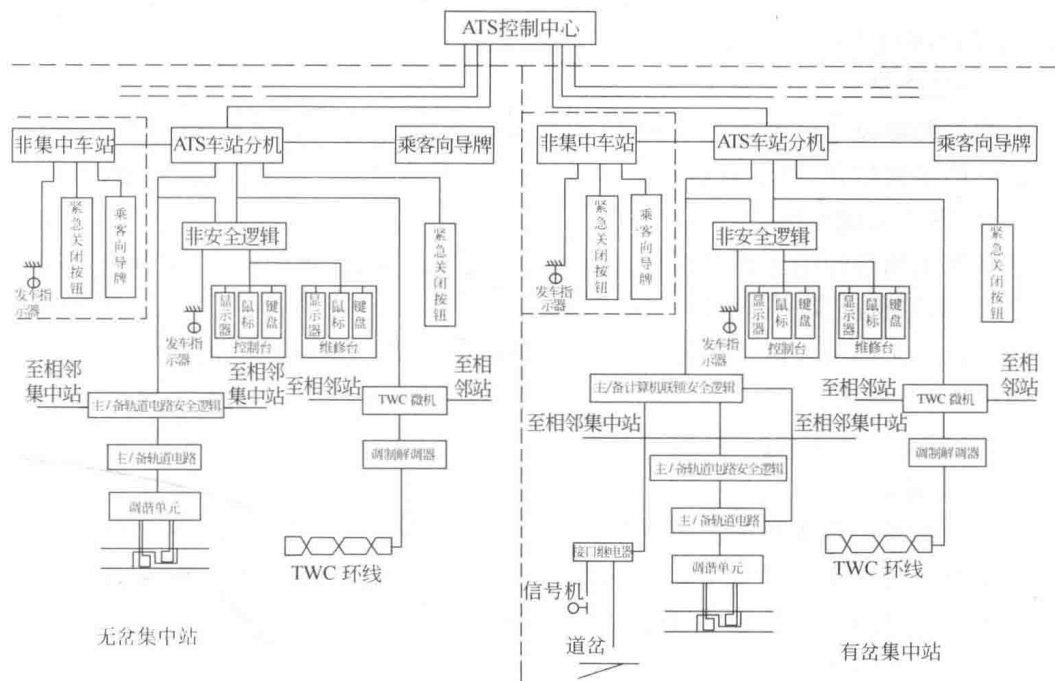 ATS控制中心
非集中车站
ATS车站分机
乘客向导牌
紧急关闭按钮
乘客向导牌
发车指示器
非安全逻辑
紧急关闭按钮
显示器
鼠标
键盘
控制台
显示器
鼠标
键盘
维修台
发车指示器
至相邻集中站
至相邻集中站
主/备轨道电路安全逻辑
至相邻站
至相邻站
TWC微机
主/备轨道电路
调制解调器
调谐单元
TWC环线
无岔集中站
非集中车站
ATS车站分机
乘客向导牌
紧急关闭按钮
乘客向导牌
发车指示器
非安全逻辑
紧急关闭按钮
显示器
鼠标
键盘
控制台
显示器
鼠标
键盘
维修台
发车指示器
主/备计算机联锁安全逻辑
至相邻站
至相邻站
TWC微机
至相邻集中站
至相邻集中站
主/备轨道电路安全逻辑
调制解调器
主/备轨道电路
接口继电器
调谐单元
TWC环线
信号机
道岔
有岔集中站